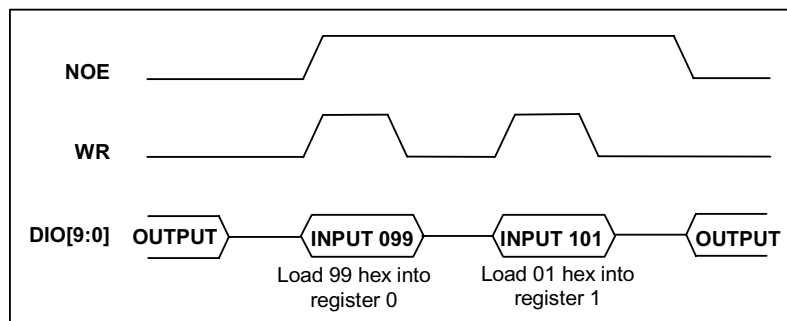 NOE
WR
DIO[9:0] OUTPUT INPUT 099 INPUT 101 OUTPUT
Load 99 hex into
register 0
Load 01 hex into
register 1